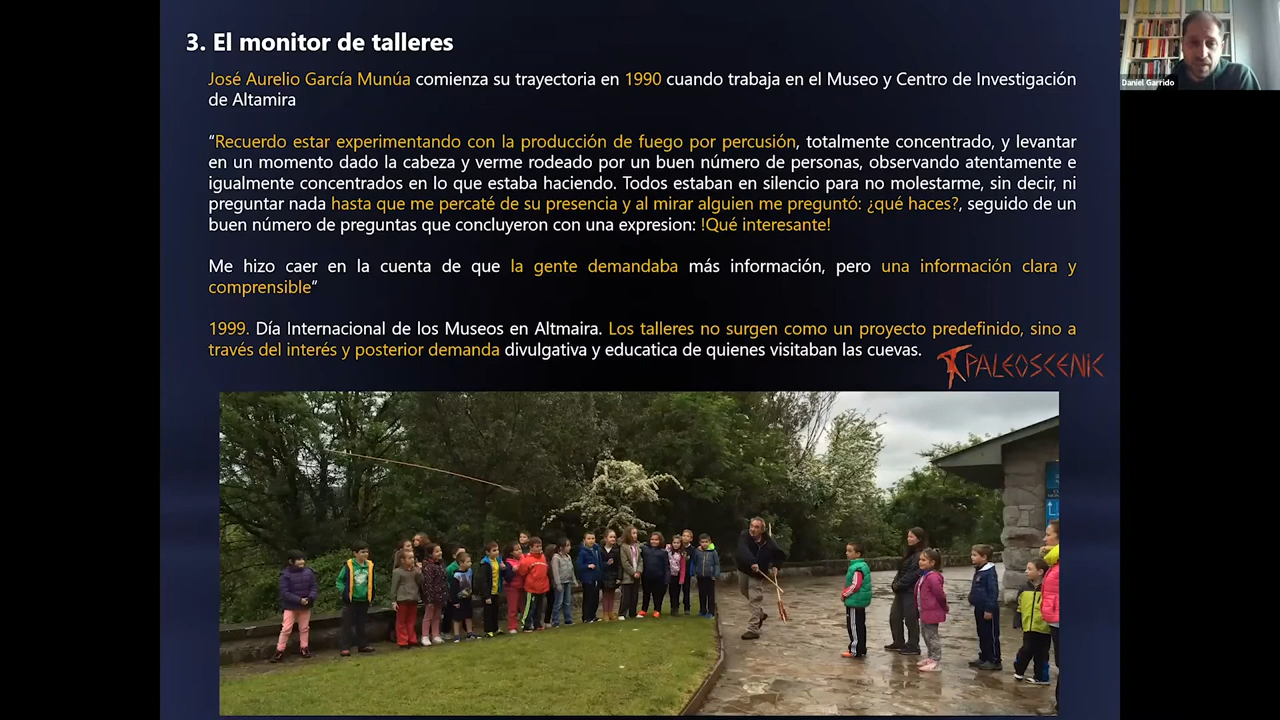 3. El monitor de talleres
Daniel Garrido
José Aurelio García Munúa comienza su trayectoria en 1990 cuando trabaja en el Museo y Centro de Investigación
de Altamira
“Recuerdo estar experimentando con la producción de fuego por percusión, totalmente concentrado, y levantar
en un momento dado la cabeza y verme rodeado por un buen número de personas, observando atentamente e
igualmente concentrados en lo que estaba haciendo. Todos estaban en silencio para no molestarme, sin decir, ni
preguntar nada hasta que me percaté de su presencia y al mirar alguien me preguntó: ¿qué haces?, seguido de un
buen número de preguntas que concluyeron con una expresion: !Qué interesante!
Me hizo caer en la cuenta de que la gente demandaba más información, pero una información clara y
comprensible“
1999. Día Internacional de los Museos en Altmaira. Los talleres no surgen como un proyecto predefinido, sino a
través del interés y posterior demanda divulgativa y educatica de quienes visitaban las cuevas.
PALEOSCENIC